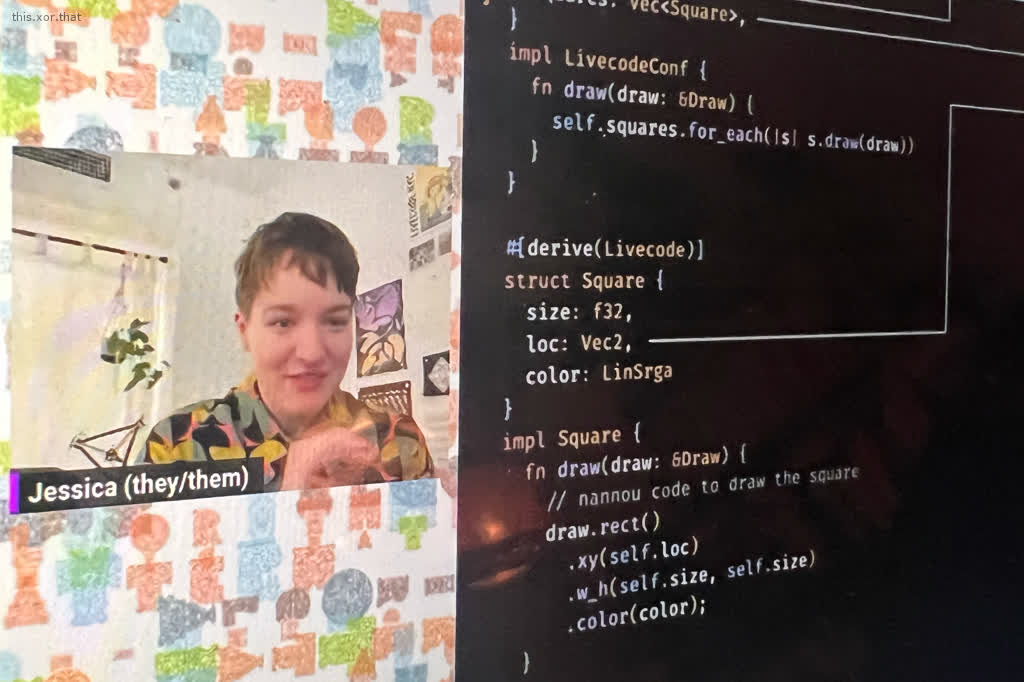 this.xor.that
Jessica (they/them)
Vec<Square>,
}
impl LivecodeConf {
fn draw(draw: &Draw) {
self.squares.for_each(|s| s.draw(draw))
}
}
#[derive(Livecode)]
struct Square {
size: f32,
loc: Vec2,
color: LinSrga
}
impl Square {
fn draw(draw: &Draw) {
// nannou code to draw the square
draw.rect()
.xy(self.loc)
.w_h(self.size, self.size)
.color(color);
}